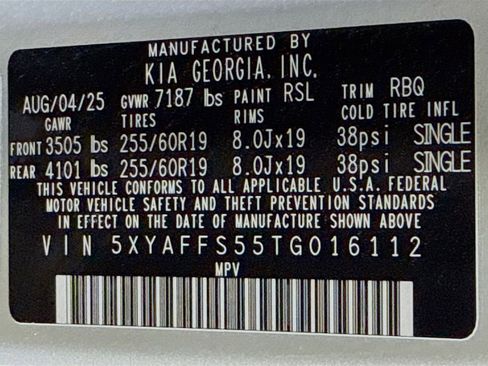 MANUFACTURED BY
KIA GEORGIA, INC.
AUG/04/25 GVWR 7187 lbs PAINT RSL TRIM RBQ
GAWR TIRES RIMS COLD TIRE INFL
FRONT 3505 lbs 255/60R19 8.0Jx19 38psi SINGLE
REAR 4101 lbs 255/60R19 8.0Jx19 38psi SINGLE
THIS VEHICLE CONFORMS TO ALL APPLICABLE U.S.A. FEDERAL
MOTOR VEHICLE SAFETY AND THEFT PREVENTION STANDARDS
IN EFFECT ON THE DATE OF MANUFACTURE SHOWN ABOVE
VIN 5XYAFFS55TG016112
MPV